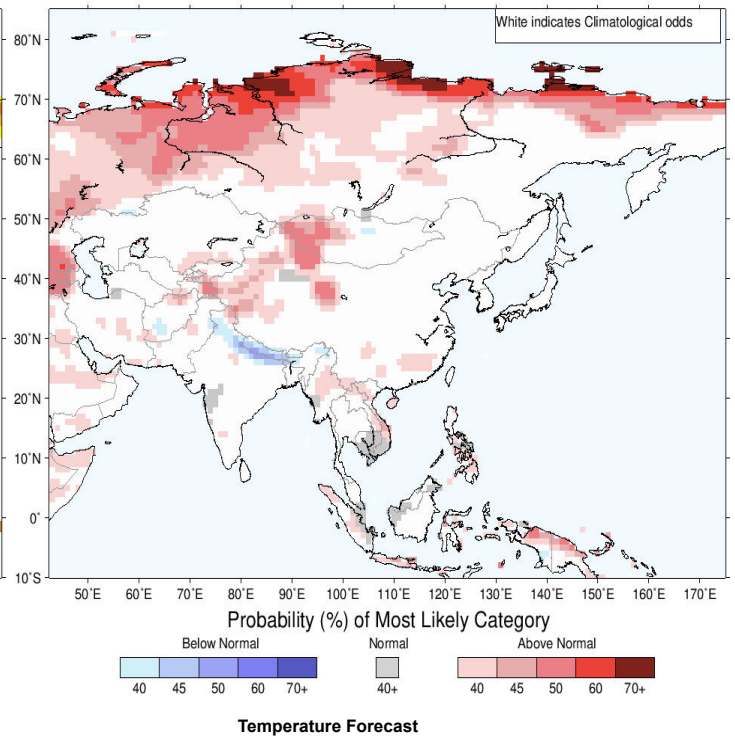 White indicates Climatological odds
80˚N
70˚N
60˚N
50˚N
40˚N
30˚N
20˚N
10˚N
0˚
10˚S
50˚E 60˚E 70˚E 80˚E 90˚E 100˚E 110˚E 120˚E 130˚E 140˚E 150˚E 160˚E 170˚E
Probability (%) of Most Likely Category
Below Normal Normal Above Normal
40 45 50 60 70+ 40+ 40 45 50 60 70+
Temperature Forecast